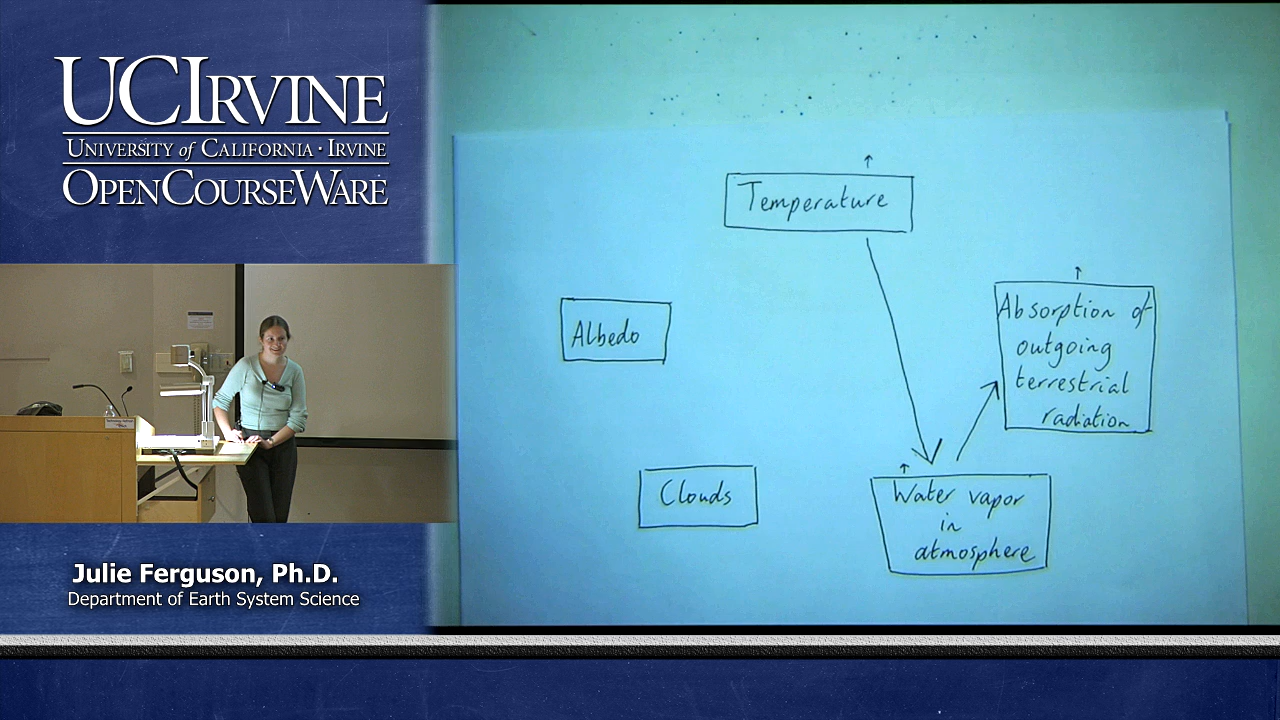 UCIRVINE
UNIVERSITY of CALIFORNIA · IRVINE
OPENCOURSEWARE
↑
Temperature
Albedo
↑
Absorption of
outgoing
terrestrial
radiation
Clouds
↑
Water vapor
in
atmosphere
Julie Ferguson, Ph.D.
Department of Earth System Science